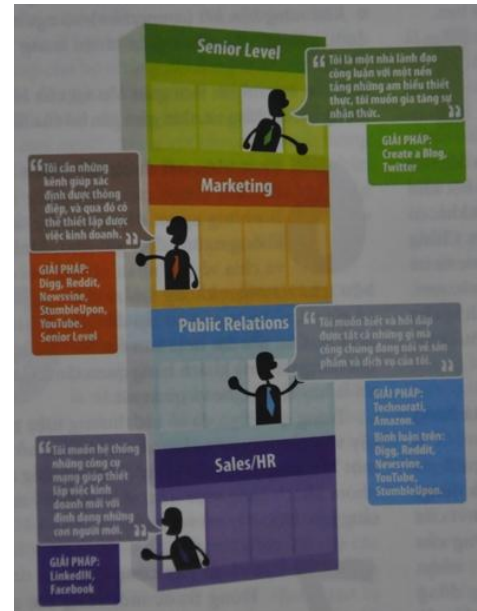 Senior Level
“Tôi là một nhà lãnh đạo
công luận với một nền
tảng những am hiểu thiết
thực, tôi muốn gia tăng sự
nhận thức.”
GIẢI PHÁP:
Create a Blog,
Twitter
Marketing
“Tôi cần những
kênh giúp xác
định được thông
điệp, và qua đó có
thể thiết lập được
việc kinh doanh.”
GIẢI PHÁP:
Digg, Reddit,
Newsvine,
StumbleUpon,
YouTube.
Senior Level
Public Relations
“Tôi muốn biết và hồi đáp
được tất cả những gì mà
công chúng đang nói về sản
phẩm và dịch vụ của tôi.”
GIẢI PHÁP:
Technorati,
Amazon.
Bình luận trên:
Digg, Reddit,
Newsvine,
YouTube,
StumbleUpon.
Sales/HR
“Tôi muốn hệ thống
những công cụ
mạng giúp thiết
lập việc kinh
doanh mới với
định dạng những
con người mới.”
GIẢI PHÁP:
LinkedIN,
Facebook